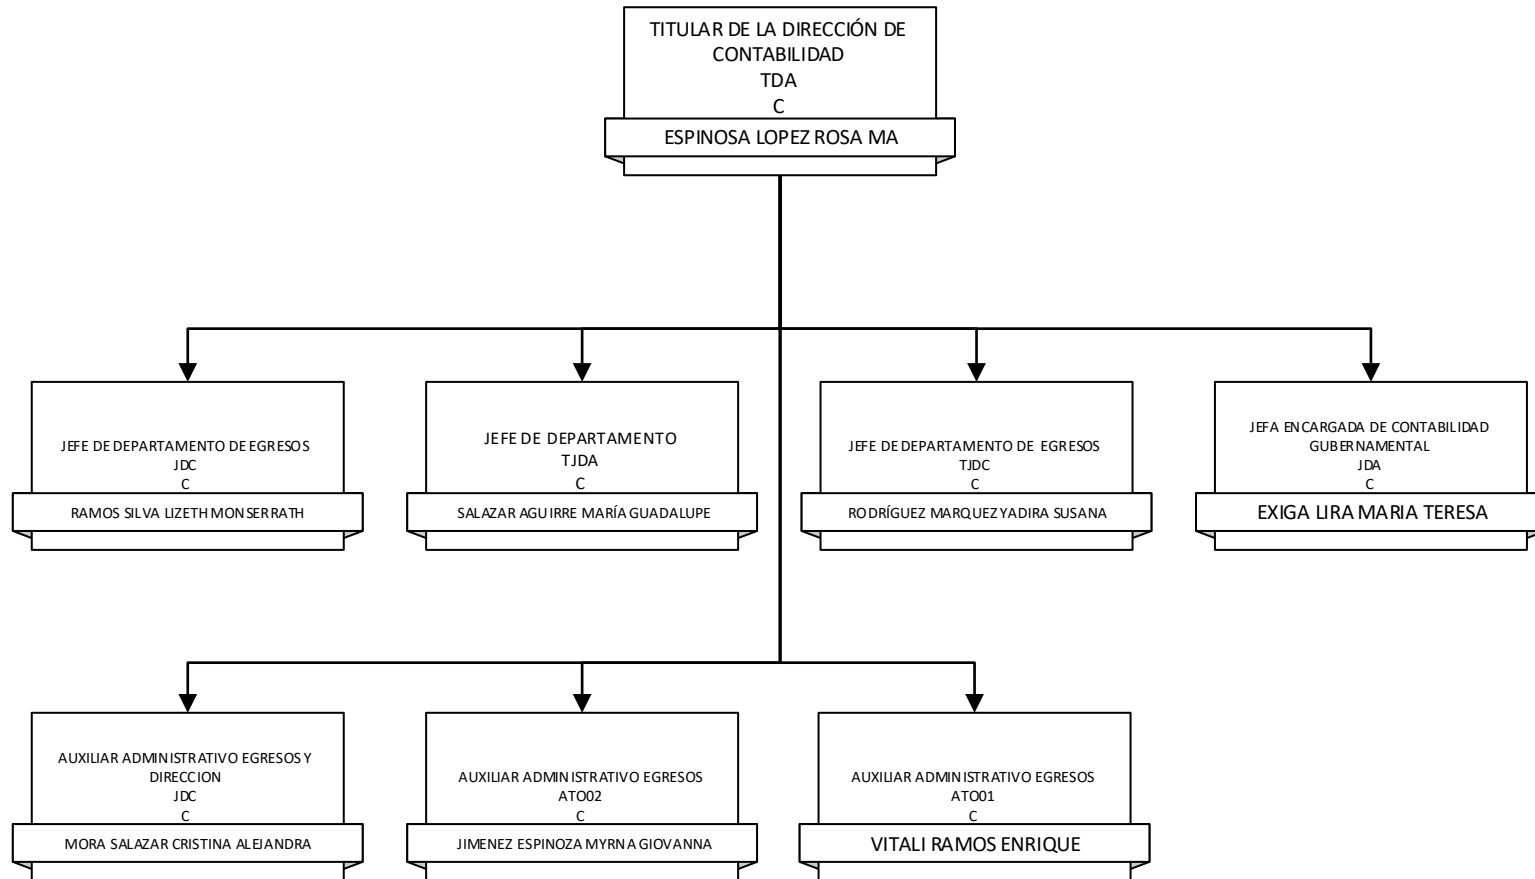 TITULAR DE LA DIRECCIÓN DE
CONTABILIDAD
TDA
C
ESPINOSA LOPEZ ROSA MA
JEFE DE DEPARTAMENTO DE EGRESOS
JDC
C
RAMOS SILVA LIZETH MONSERRATH
JEFE DE DEPARTAMENTO
TJDA
C
SALAZAR AGUIRRE MARÍA GUADALUPE
JEFE DE DEPARTAMENTO DE EGRESOS
TJDC
C
RODRÍGUEZ MARQUEZ YADIRA SUSANA
JEFA ENCARGADA DE CONTABILIDAD
GUBERNAMENTAL
JDA
C
EXIGA LIRA MARIA TERESA
AUXILIAR ADMINISTRATIVO EGRESOS Y
DIRECCION
JDC
C
MORA SALAZAR CRISTINA ALEJANDRA
AUXILIAR ADMINISTRATIVO EGRESOS
ATO02
C
JIMENEZ ESPINOZA MYRNA GIOVANNA
AUXILIAR ADMINISTRATIVO EGRESOS
ATO01
C
VITALI RAMOS ENRIQUE